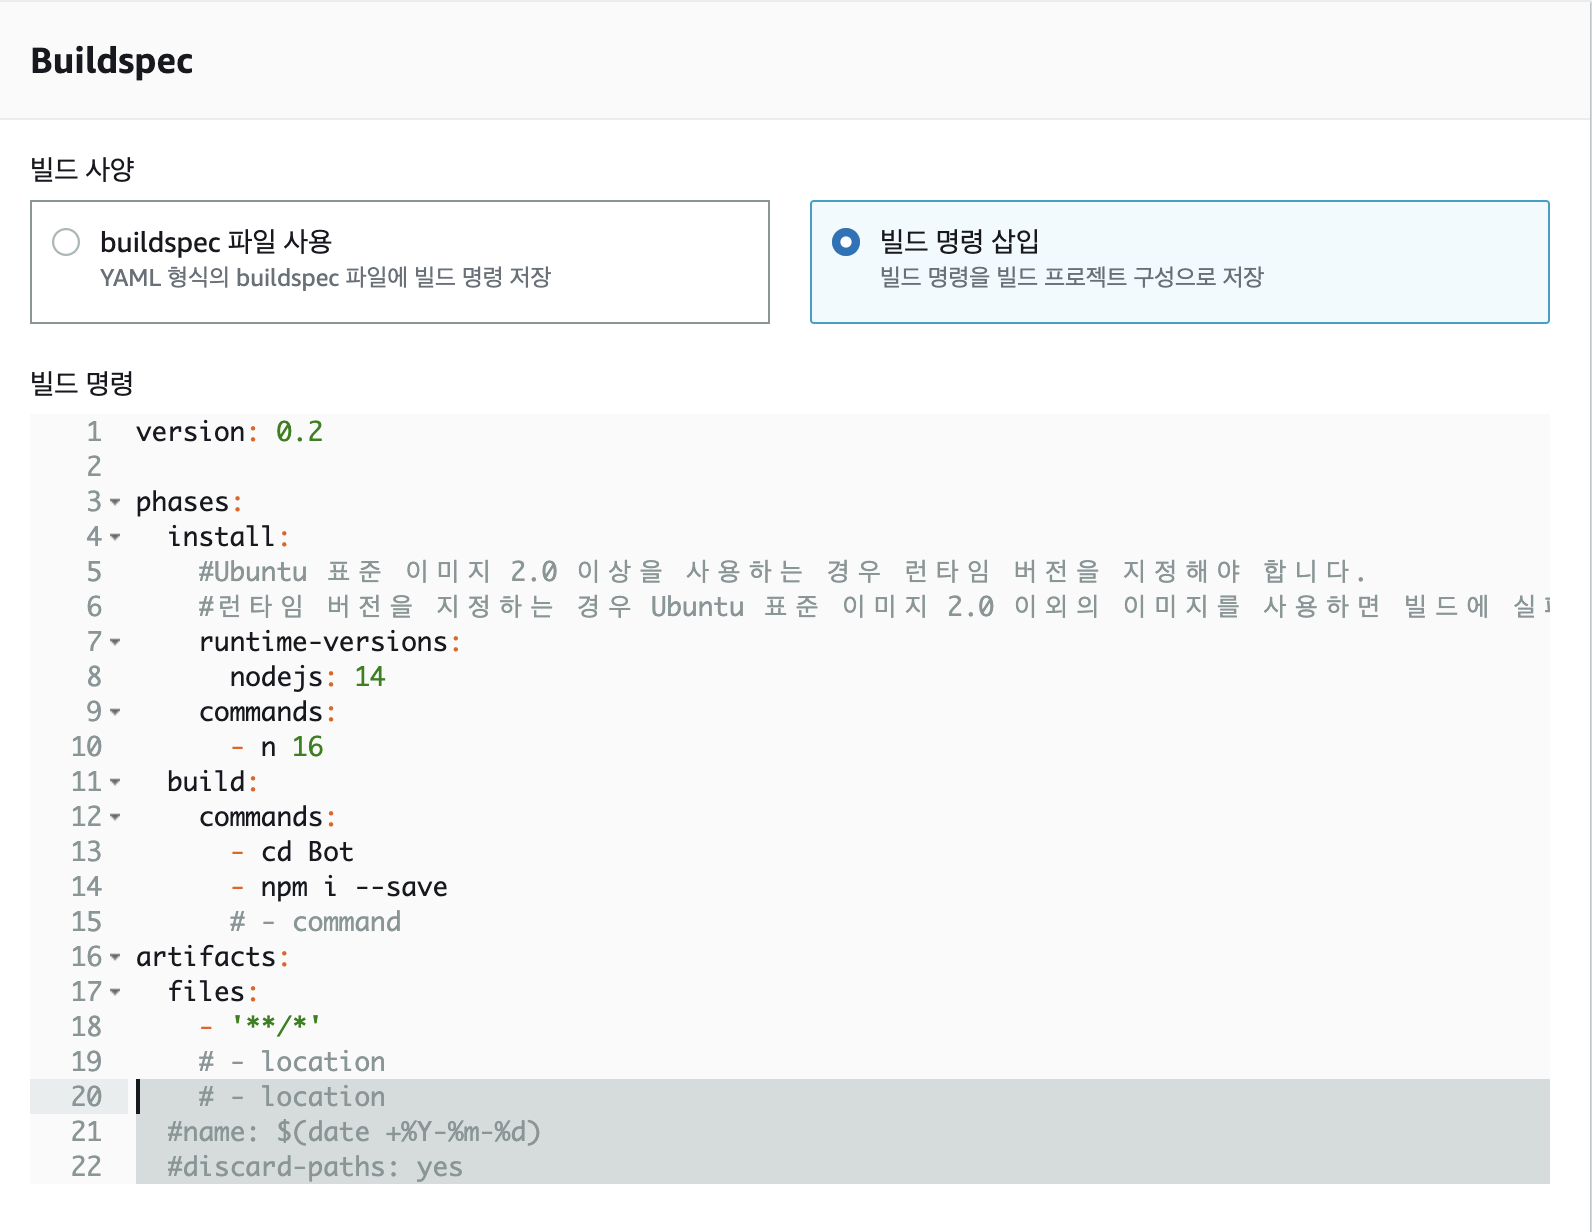 Buildspec
빌드 사양
buildspec 파일 사용
YAML 형식의 buildspec 파일에 빌드 명령 저장
빌드 명령 삽입
빌드 명령을 빌드 프로젝트 구성으로 저장
빌드 명령
1 version: 0.2
2
3 phases:
4   install:
5     #Ubuntu 표준 이미지 2.0 이상을 사용하는 경우 런타임 버전을 지정해야 합니다.
6     #런타임 버전을 지정하는 경우 Ubuntu 표준 이미지 2.0 이외의 이미지를 사용하면 빌드에
7     runtime-versions:
8       nodejs: 14
9     commands:
10       - n 16
11   build:
12     commands:
13       - cd Bot
14       - npm i --save
15       # - command
16 artifacts:
17   files:
18     - '**/*'
19     # - location
20     # - location
21   #name: $(date +%Y-%m-%d)
22   #discard-paths: yes